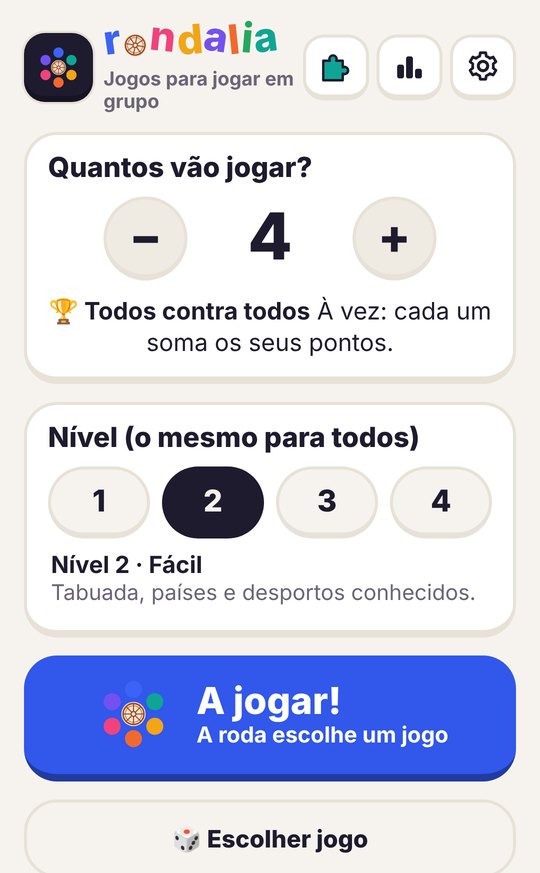 rondalia
Jogos para jogar em
grupo
Quantos vão jogar?
− 4 +
🏆 Todos contra todos À vez: cada um
soma os seus pontos.
Nível (o mesmo para todos)
1 2 3 4
Nível 2 · Fácil
Tabuada, países e desportos conhecidos.
A jogar!
A roda escolhe um jogo
🎲 Escolher jogo